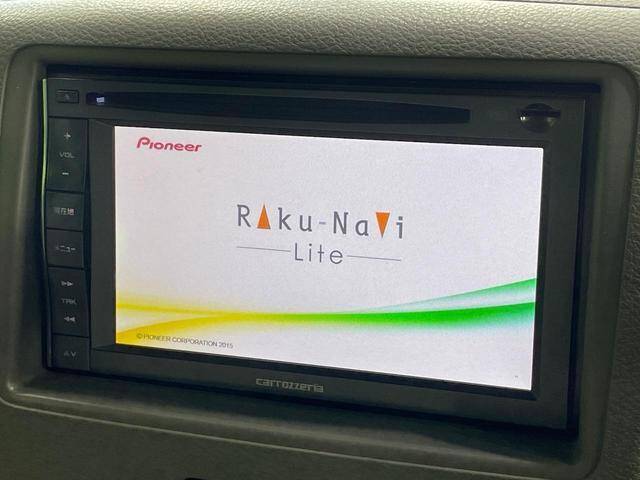 Pioneer
Raku-Navi
Lite
© PIONEER CORPORATION 2015
+
VOL
−
現在地
メニュー
TRK
AV
carrozzeria